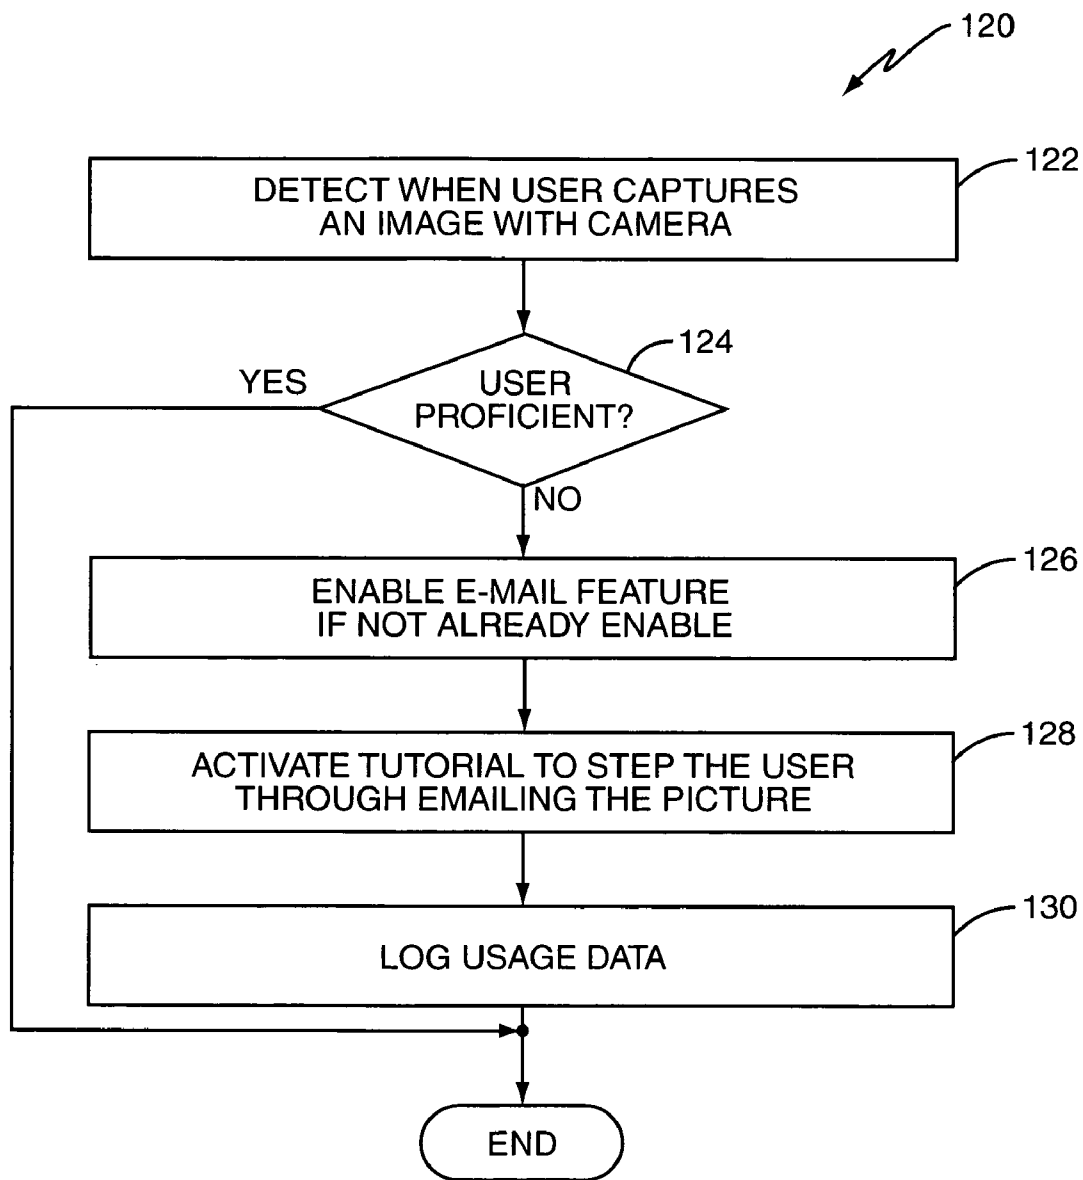 120
122
DETECT WHEN USER CAPTURES
AN IMAGE WITH CAMERA
124
YES
USER
PROFICIENT?
NO
126
ENABLE E-MAIL FEATURE
IF NOT ALREADY ENABLE
128
ACTIVATE TUTORIAL TO STEP THE USER
THROUGH EMAILING THE PICTURE
130
LOG USAGE DATA
END